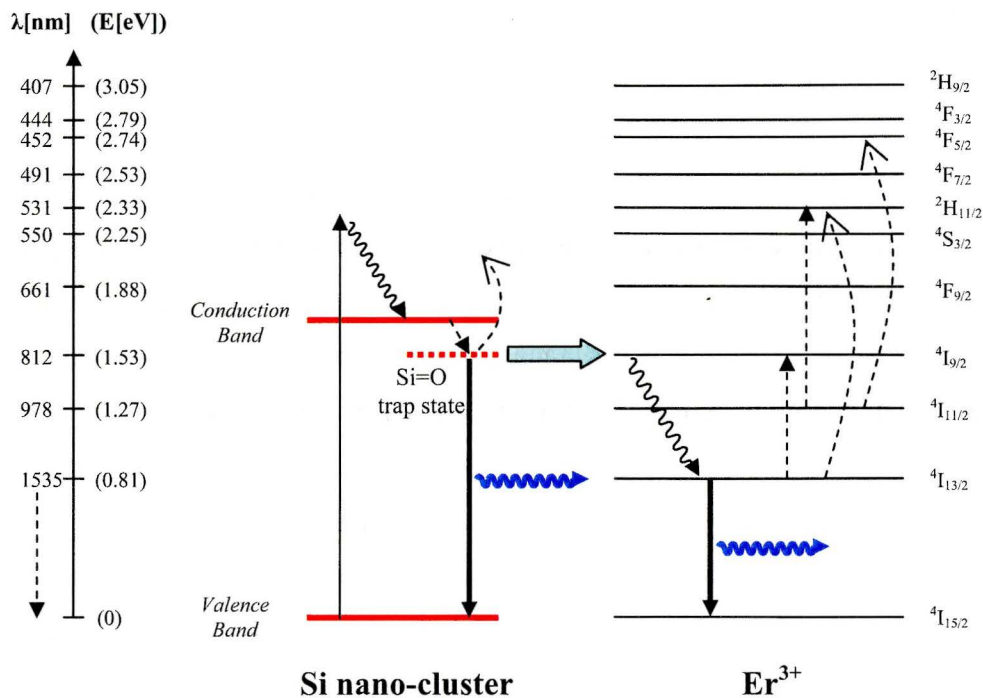 λ[nm] (E[eV])
407 (3.05) ²H₉/₂
444 (2.79) ⁴F₃/₂
452 (2.74) ⁴F₅/₂
491 (2.53) ⁴F₇/₂
531 (2.33) ²H₁₁/₂
550 (2.25) ⁴S₃/₂
661 (1.88) ⁴F₉/₂
Conduction
Band
812 (1.53) ⁴I₉/₂
Si=O
trap state
978 (1.27) ⁴I₁₁/₂
1535 (0.81) ⁴I₁₃/₂
Valence
Band
(0) ⁴I₁₅/₂
Si nano-cluster Er³⁺